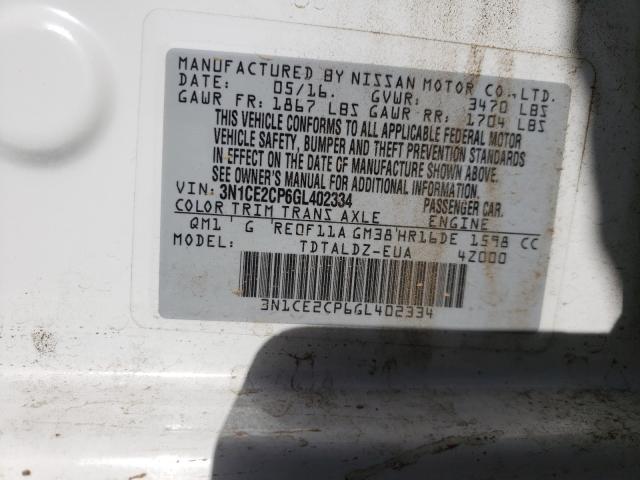 MANUFACTURED BY NISSAN MOTOR CO.,LTD.
DATE: 05/16. GVWR: 3470 LBS
GAWR FR: 1867 LBS GAWR RR: 1704 LBS
THIS VEHICLE CONFORMS TO ALL APPLICABLE FEDERAL MOTOR
VEHICLE SAFETY, BUMPER AND THEFT PREVENTION STANDARDS
IN EFFECT ON THE DATE OF MANUFACTURE SHOWN ABOVE.
SEE OWNER'S MANUAL FOR ADDITIONAL INFORMATION.
VIN: 3N1CE2CP6GL402334 PASSENGER CAR.
COLOR TRIM TRANS AXLE ENGINE
QM1 ' G RE0F11A GM38'HR16DE 1598 CC
MODEL: TDTALDZ-EUA 4Z000
3N1CE2CP6GL402334